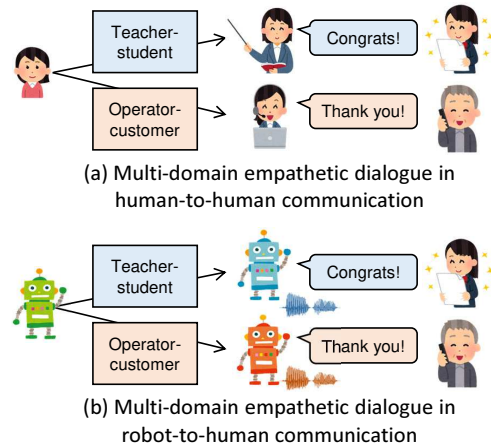 Teacher-
student
Congrats!
Operator-
customer
Thank you!
(a) Multi-domain empathetic dialogue in
human-to-human communication
Teacher-
student
Congrats!
Operator-
customer
Thank you!
(b) Multi-domain empathetic dialogue in
robot-to-human communication